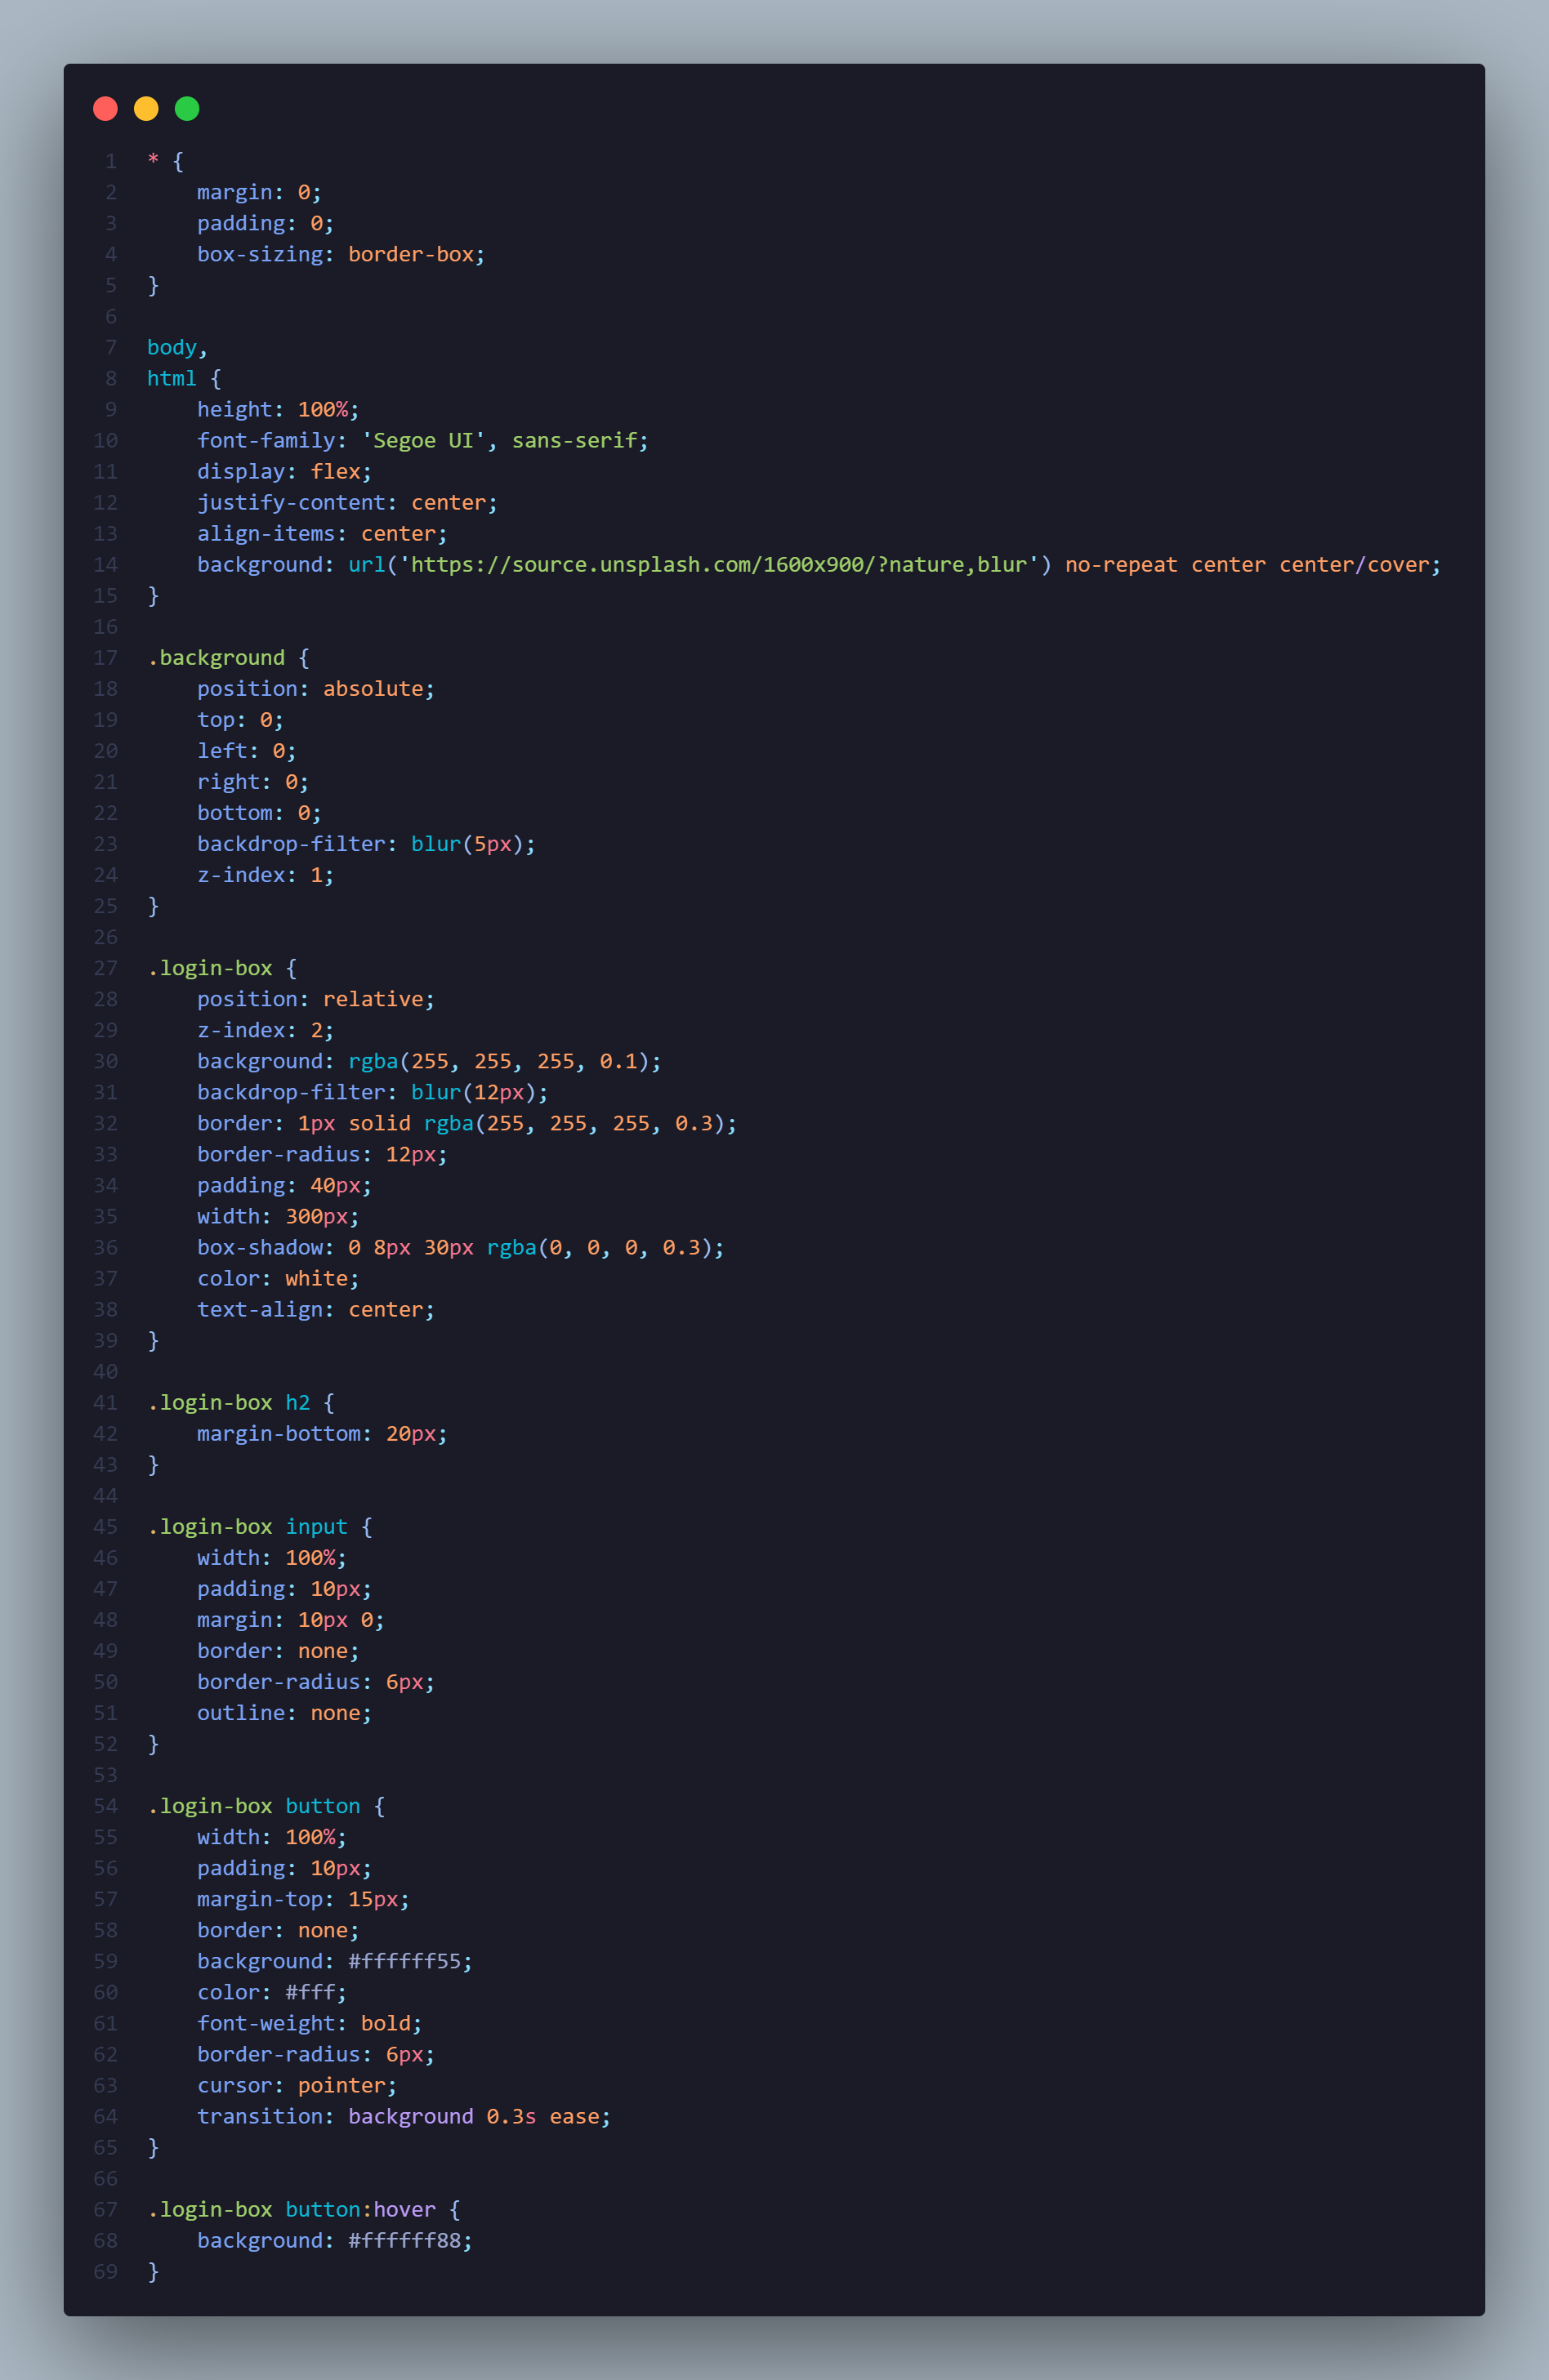 1 * {
2     margin: 0;
3     padding: 0;
4     box-sizing: border-box;
5 }
6
7 body,
8 html {
9     height: 100%;
10     font-family: 'Segoe UI', sans-serif;
11     display: flex;
12     justify-content: center;
13     align-items: center;
14     background: url('https://source.unsplash.com/1600x900/?nature,blur') no-repeat center center/cover;
15 }
16
17 .background {
18     position: absolute;
19     top: 0;
20     left: 0;
21     right: 0;
22     bottom: 0;
23     backdrop-filter: blur(5px);
24     z-index: 1;
25 }
26
27 .login-box {
28     position: relative;
29     z-index: 2;
30     background: rgba(255, 255, 255, 0.1);
31     backdrop-filter: blur(12px);
32     border: 1px solid rgba(255, 255, 255, 0.3);
33     border-radius: 12px;
34     padding: 40px;
35     width: 300px;
36     box-shadow: 0 8px 30px rgba(0, 0, 0, 0.3);
37     color: white;
38     text-align: center;
39 }
40
41 .login-box h2 {
42     margin-bottom: 20px;
43 }
44
45 .login-box input {
46     width: 100%;
47     padding: 10px;
48     margin: 10px 0;
49     border: none;
50     border-radius: 6px;
51     outline: none;
52 }
53
54 .login-box button {
55     width: 100%;
56     padding: 10px;
57     margin-top: 15px;
58     border: none;
59     background: #ffffff55;
60     color: #fff;
61     font-weight: bold;
62     border-radius: 6px;
63     cursor: pointer;
64     transition: background 0.3s ease;
65 }
66
67 .login-box button:hover {
68     background: #ffffff88;
69 }